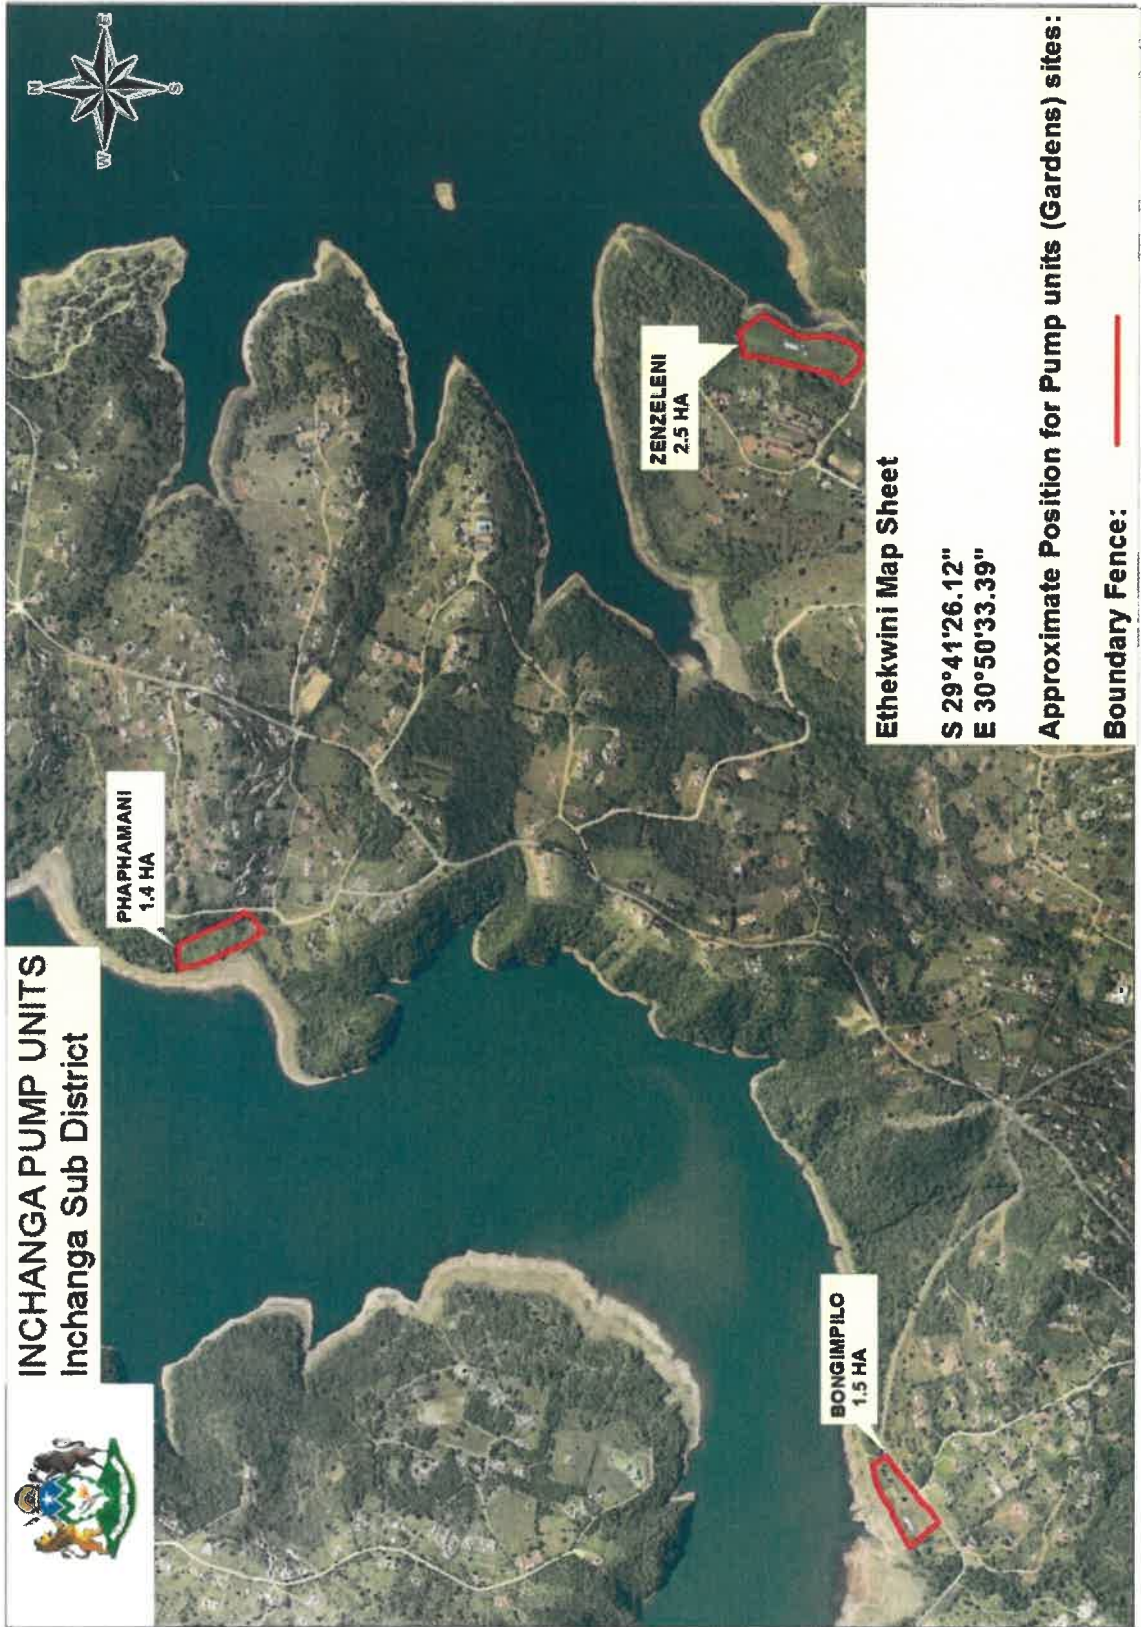 INCHANGA PUMP UNITS
Inchanga Sub District
N
E
S
W
PHAPHAMANI
1.4 HA
ZENZELENI
2.5 HA
BONGIMPILO
1.5 HA
Ethekwini Map Sheet
S 29°41'26.12"
E 30°50'33.39"
Approximate Position for Pump units (Gardens) sites:
Boundary Fence: